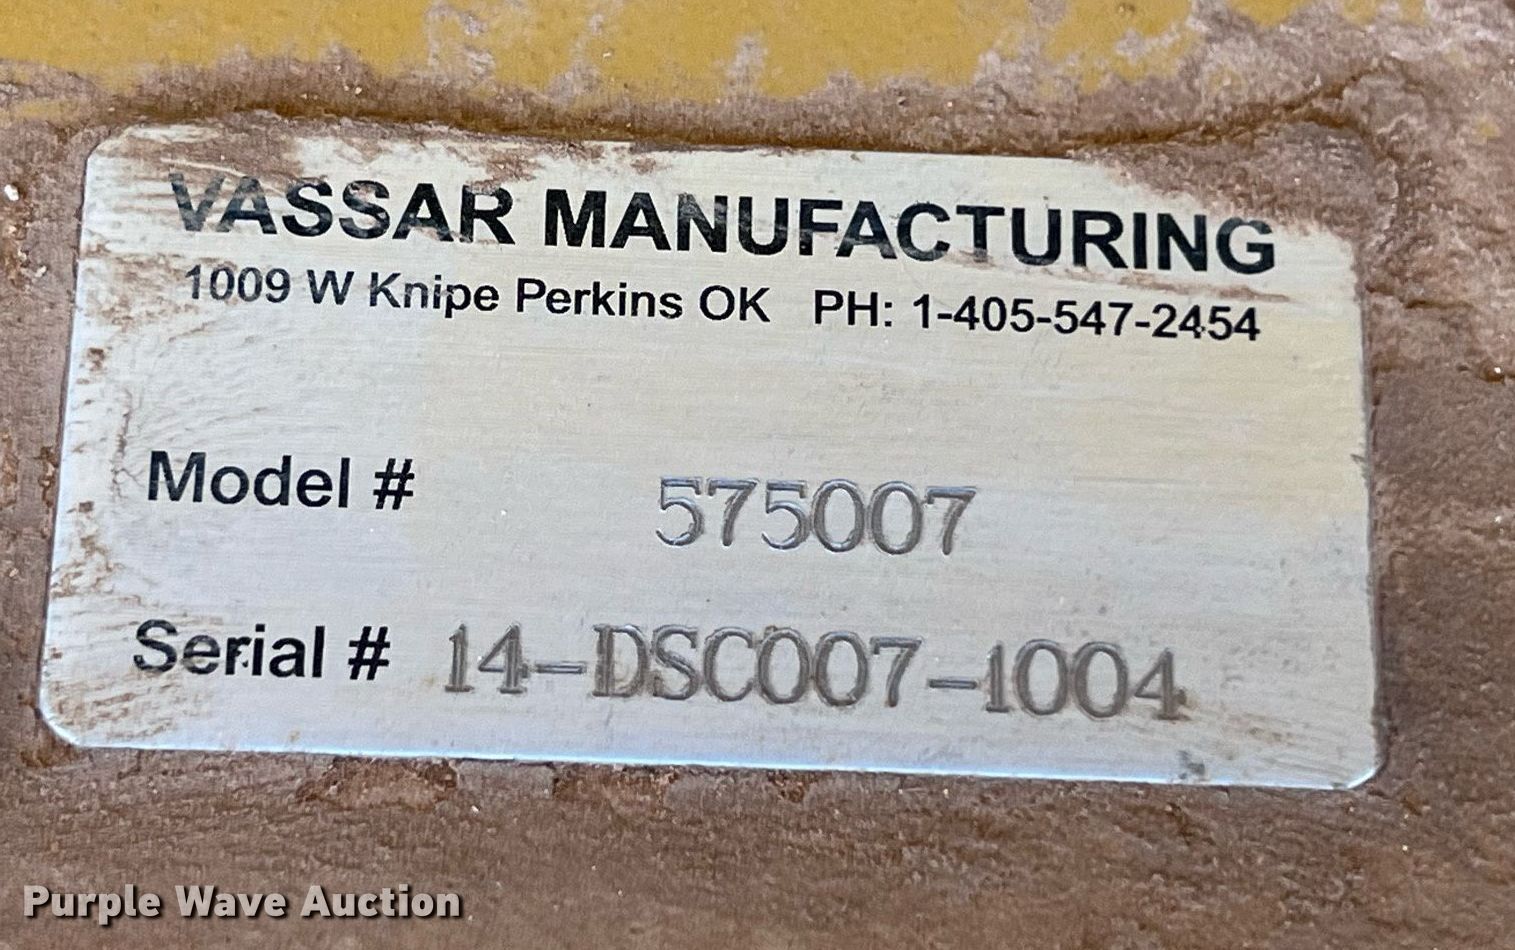 VASSAR MANUFACTURING
1009 W Knipe Perkins OK PH: 1-405-547-2454
Model # 575007
Serial # 14-DSC007-1004
Purple Wave Auction